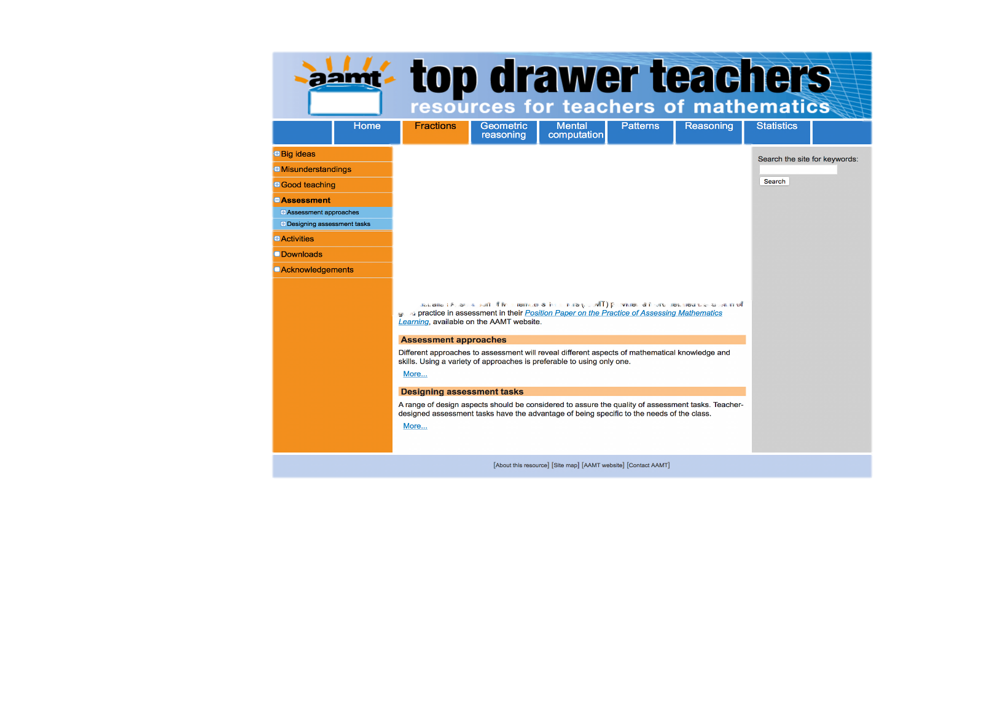 aamt
top drawer teachers
resources for teachers of mathematics
Home
Fractions
Geometric
reasoning
Mental
computation
Patterns
Reasoning
Statistics
Big ideas
Misunderstandings
Good teaching
Assessment
Assessment approaches
Designing assessment tasks
Activities
Downloads
Acknowledgements
practice in assessment in their Position Paper on the Practice of Assessing Mathematics
Learning, available on the AAMT website.
Assessment approaches
Different approaches to assessment will reveal different aspects of mathematical knowledge and
skills. Using a variety of approaches is preferable to using only one.
More...
Designing assessment tasks
A range of design aspects should be considered to assure the quality of assessment tasks. Teacher-
designed assessment tasks have the advantage of being specific to the needs of the class.
More...
Search the site for keywords:
Search
[About this resource] [Site map] [AAMT website] [Contact AAMT]